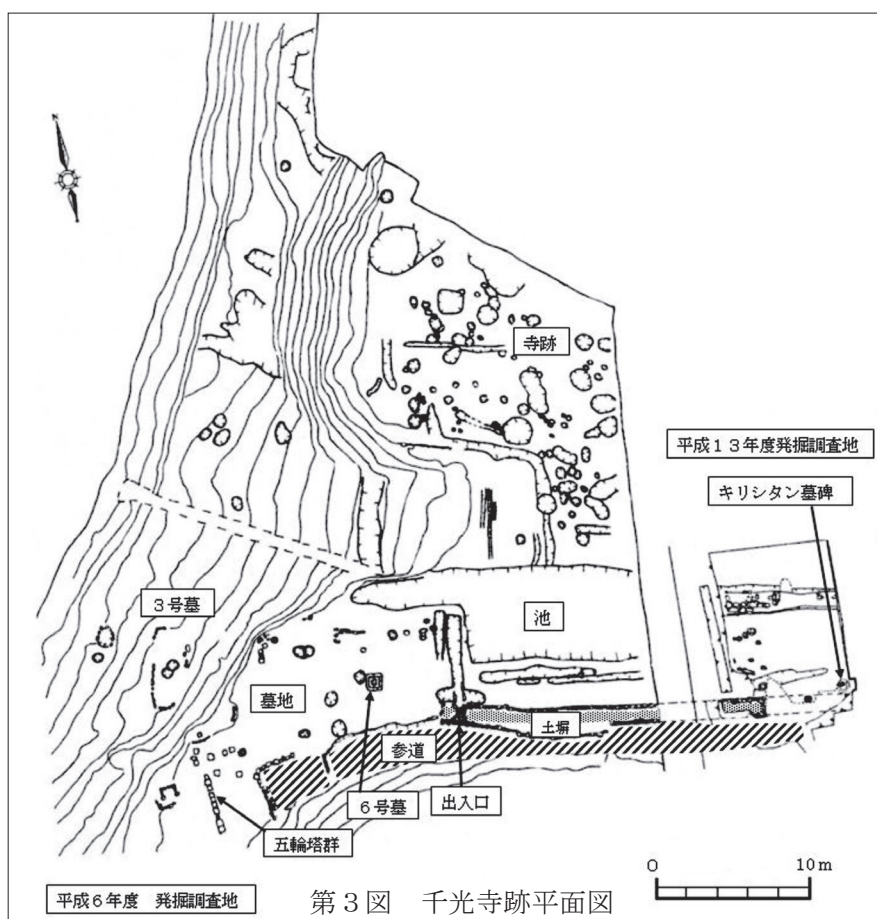 N
寺跡
平成13年度発掘調査地
キリシタン墓碑
3号墓
池
墓地
土塀
参道
6号墓
出入口
五輪塔群
0 10m
平成6年度 発掘調査地
第3図 千光寺跡平面図